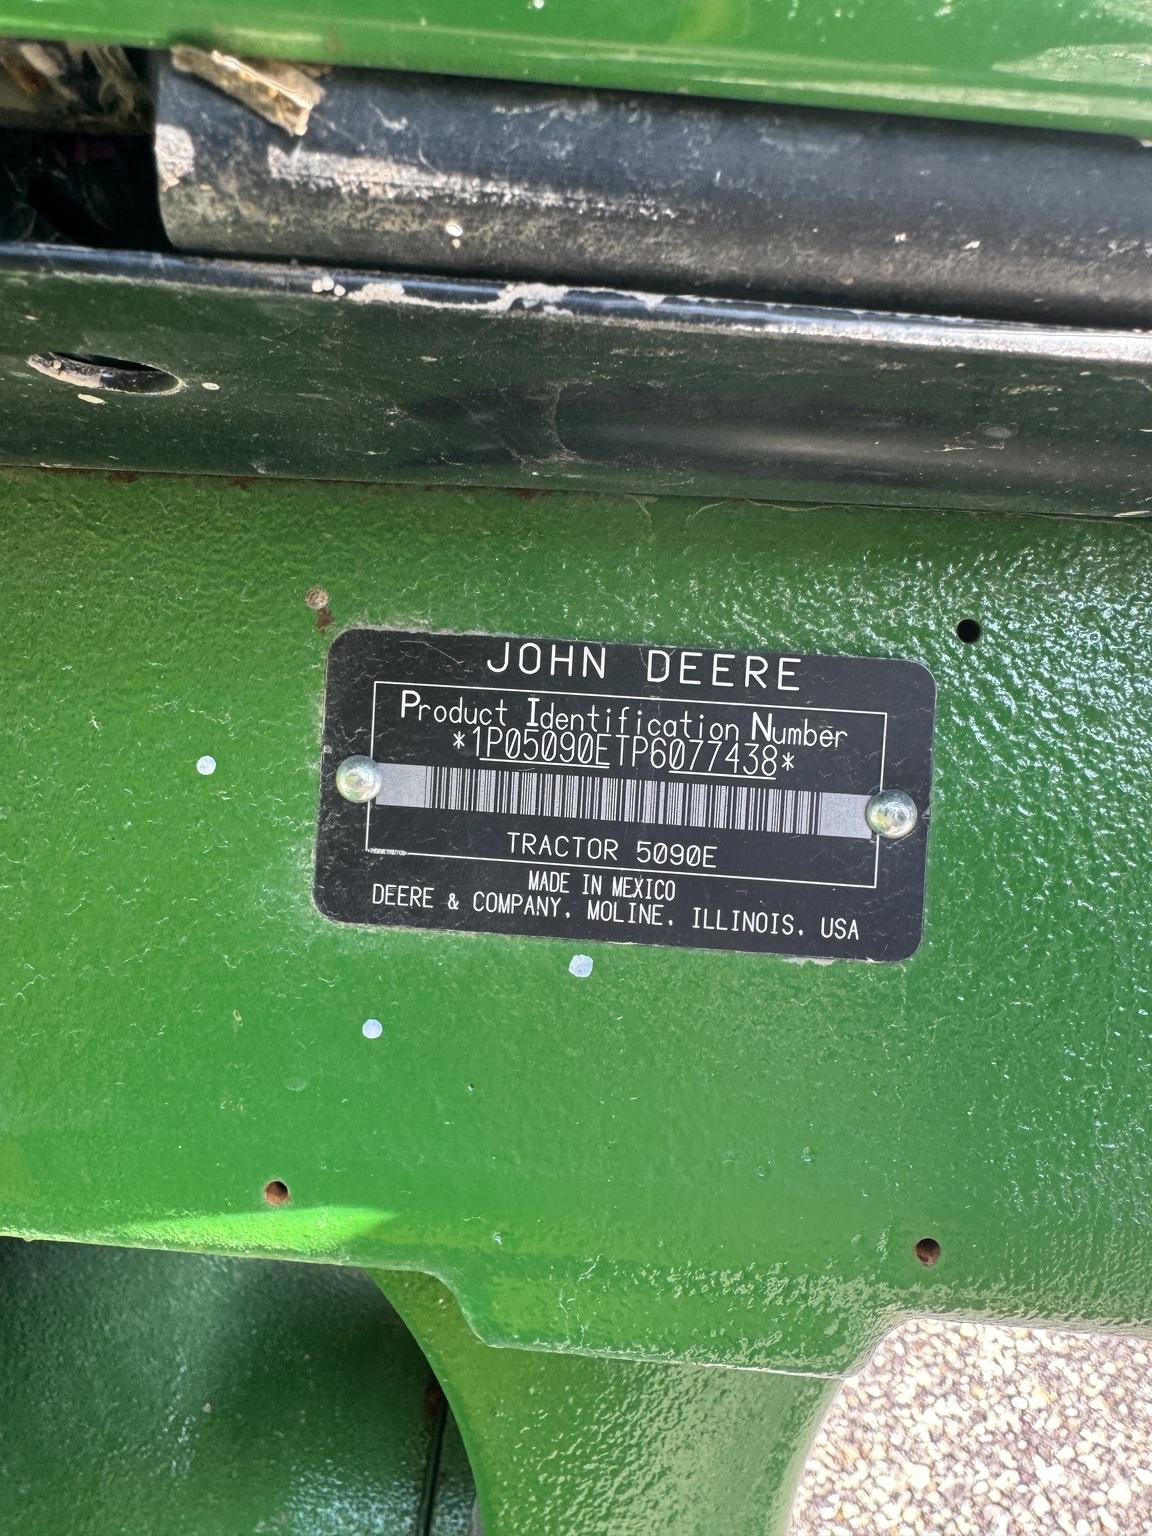 JOHN DEERE
Product Identification Number
*1P05090ETP6077438*
TRACTOR 5090E
MADE IN MEXICO
DEERE & COMPANY, MOLINE, ILLINOIS, USA